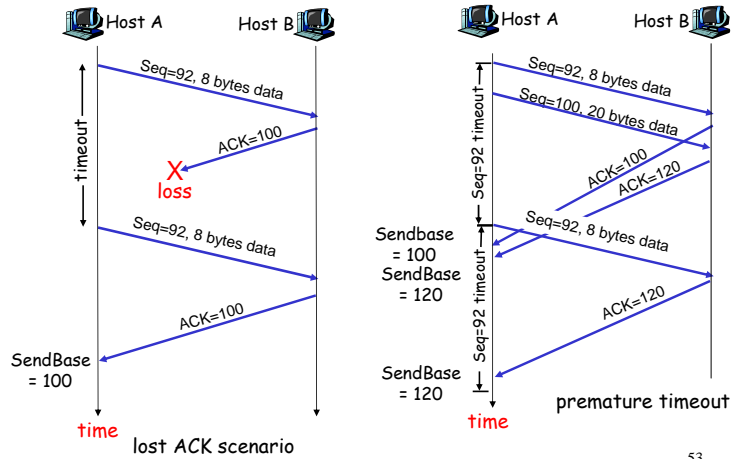 Host A
Host B
timeout
Seq=92, 8 bytes data
ACK=100
X
loss
Seq=92, 8 bytes data
ACK=100
SendBase
= 100
time
lost ACK scenario
Host A
Host B
Seq=92 timeout
Seq=92, 8 bytes data
Seq=100, 20 bytes data
ACK=100
ACK=120
Seq=92, 8 bytes data
Sendbase
= 100
SendBase
= 120
Seq=92 timeout
ACK=120
SendBase
= 120
time
premature timeout
53